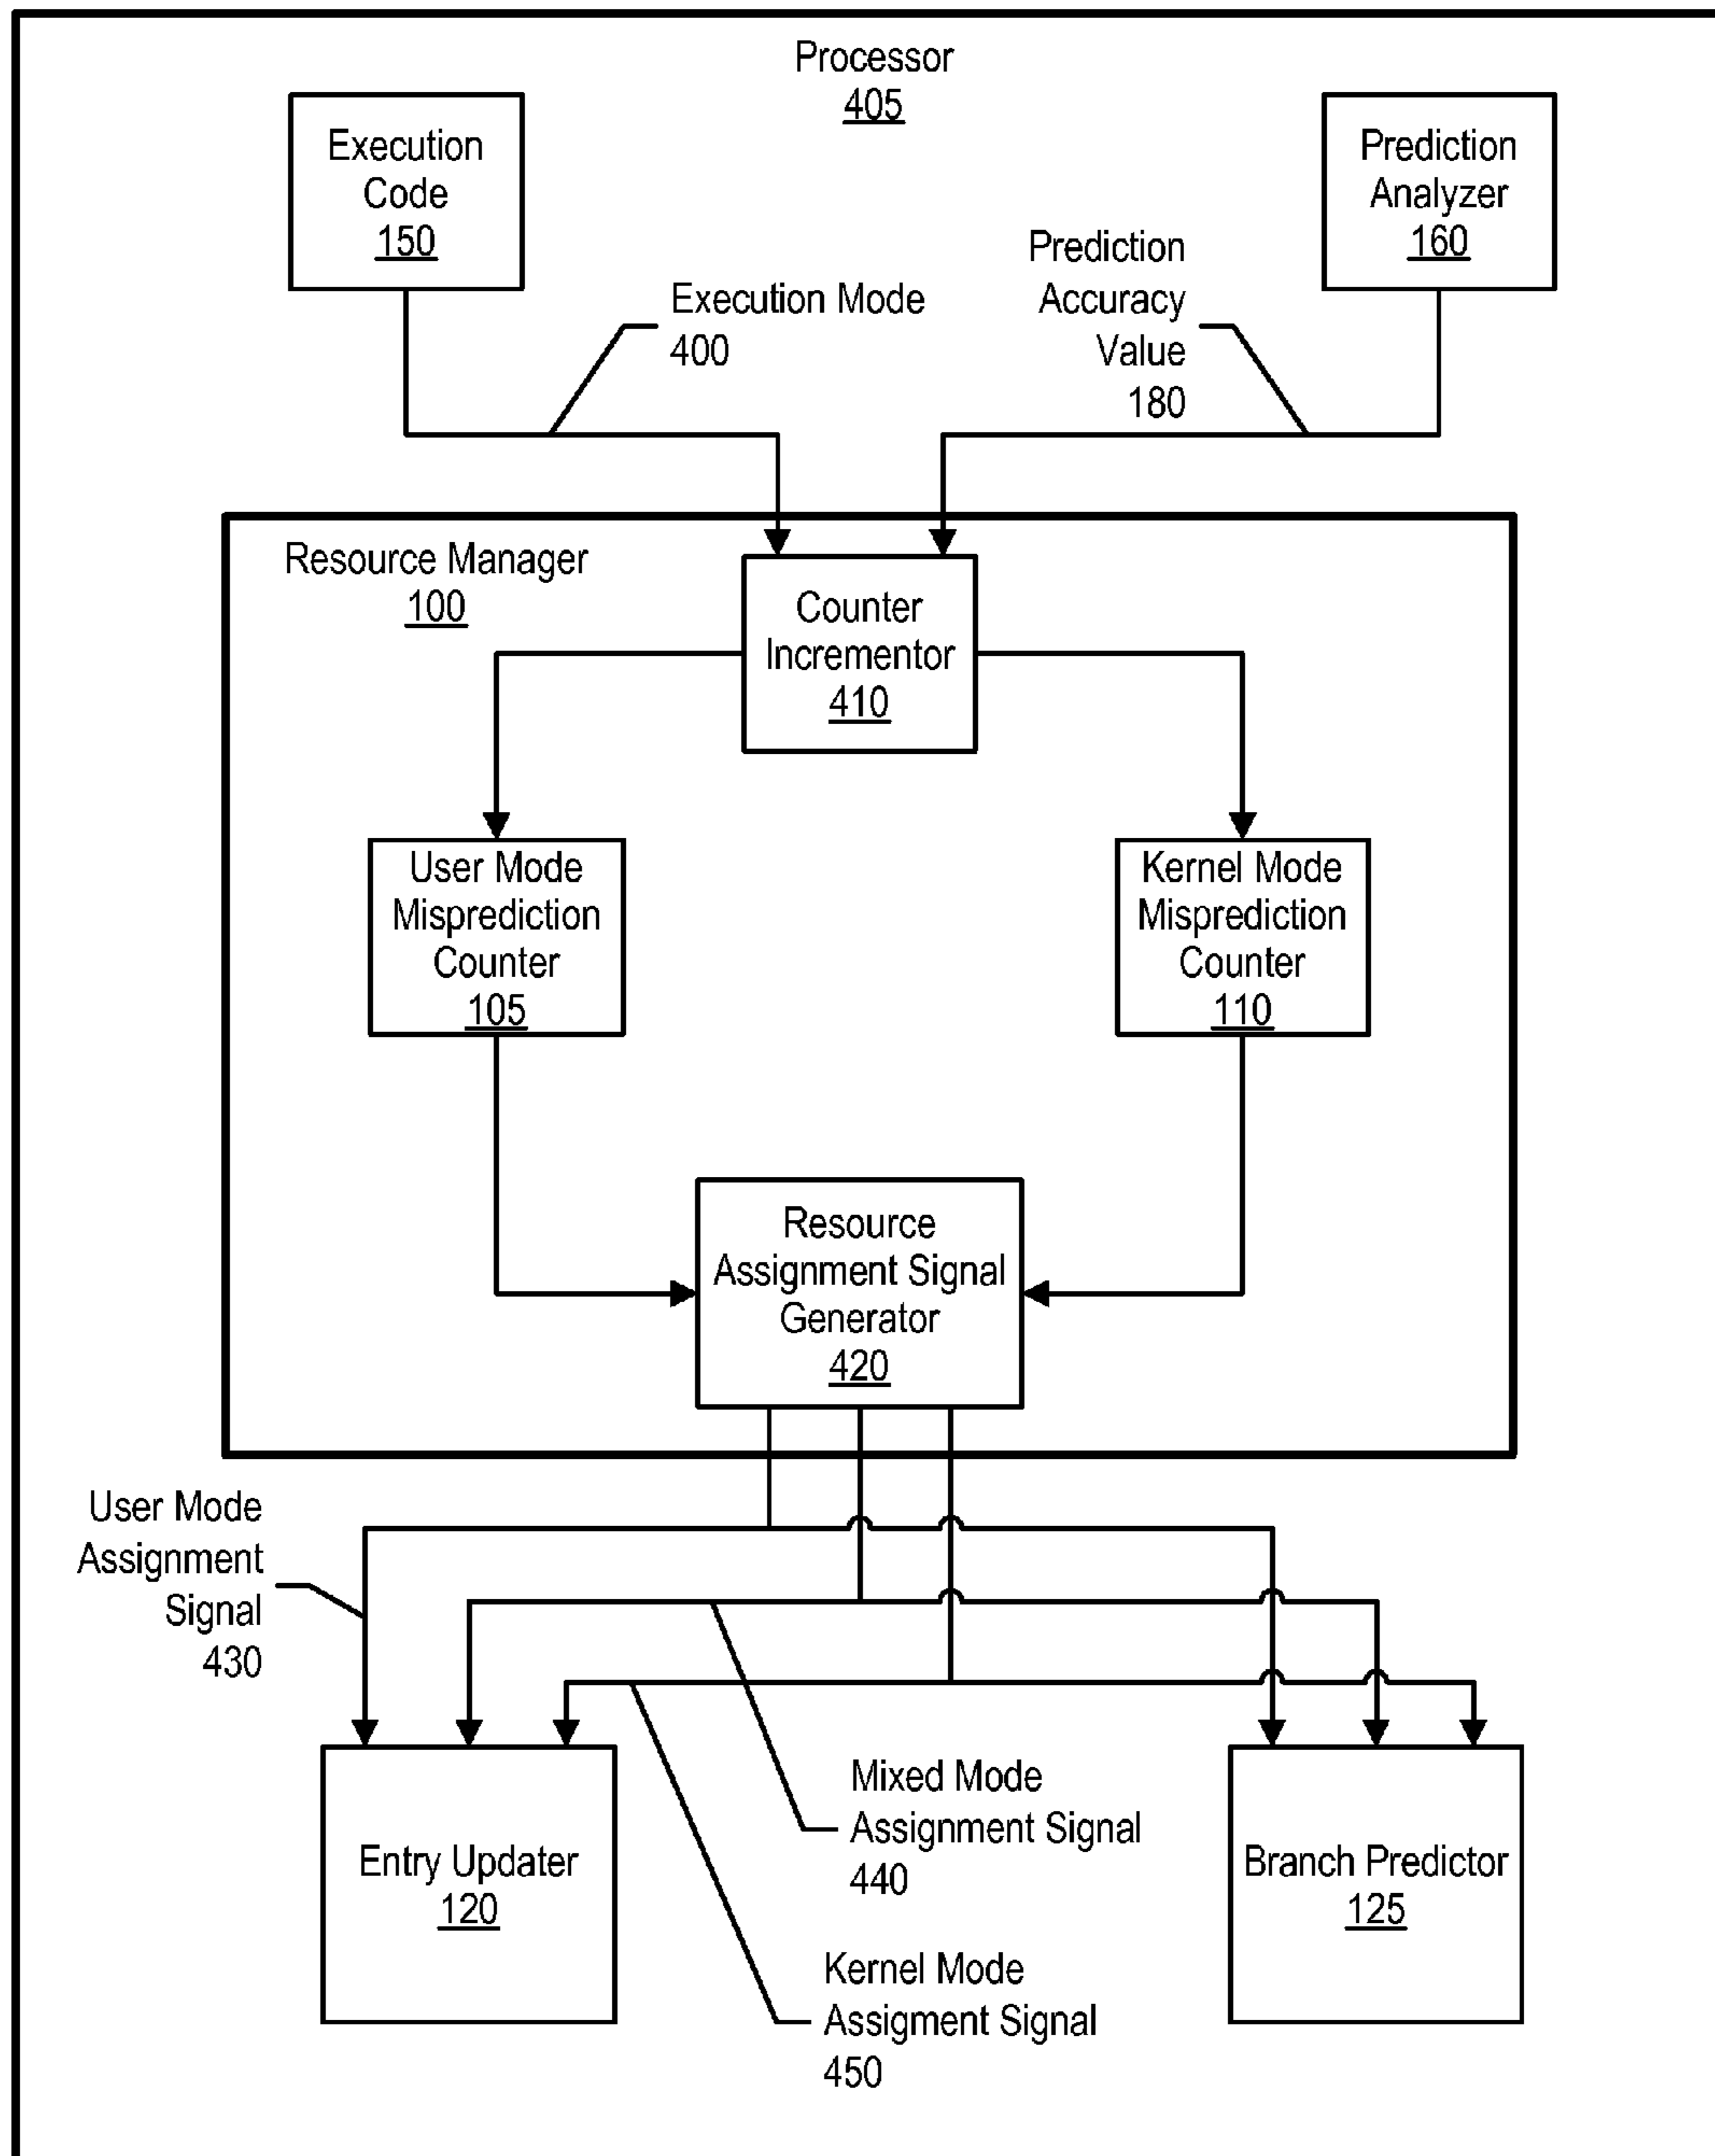 Processor
405
Execution
Code
150
Prediction
Analyzer
160
Execution Mode
400
Prediction
Accuracy
Value
180
Resource Manager
100
Counter
Incrementor
410
User Mode
Misprediction
Counter
105
Kernel Mode
Misprediction
Counter
110
Resource
Assignment Signal
Generator
420
User Mode
Assignment
Signal
430
Mixed Mode
Assignment Signal
440
Entry Updater
120
Branch Predictor
125
Kernel Mode
Assigment Signal
450